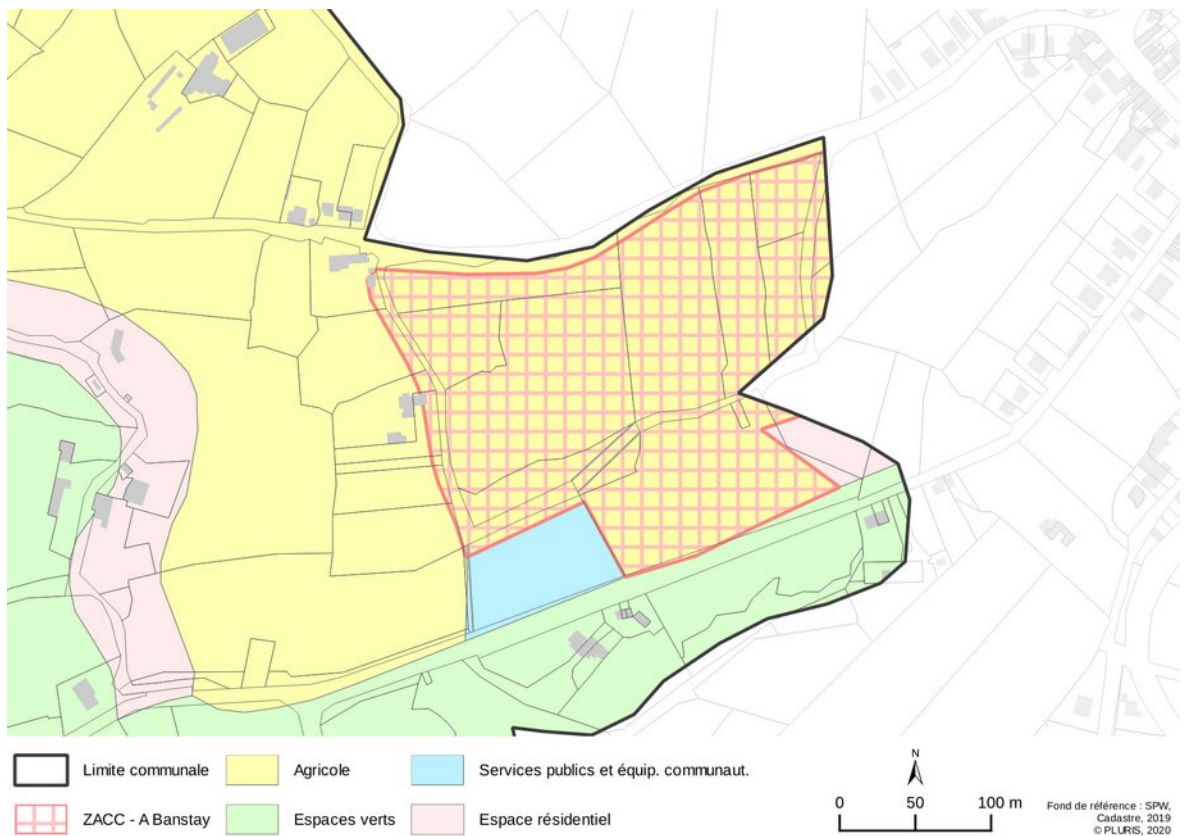 Limite communale
Agricole
Services publics et équip. communaut.
ZACC - A Banstay
Espaces verts
Espace résidentiel
N
0 50 100 m
Fond de référence : SPW,
Cadastre, 2019
© PLURIS, 2020